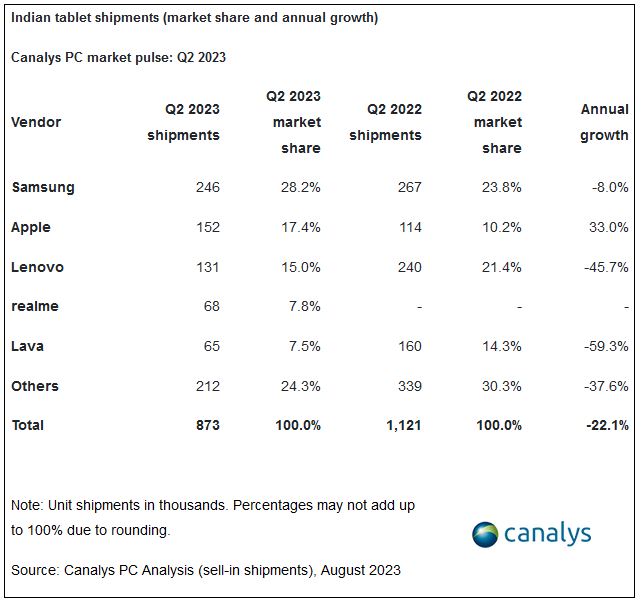 Indian tablet shipments (market share and annual growth)
Canalys PC market pulse: Q2 2023
Vendor Q2 2023 shipments Q2 2023 market share Q2 2022 shipments Q2 2022 market share Annual growth
Samsung 246 28.2% 267 23.8% -8.0%
Apple 152 17.4% 114 10.2% 33.0%
Lenovo 131 15.0% 240 21.4% -45.7%
realme 68 7.8% - - -
Lava 65 7.5% 160 14.3% -59.3%
Others 212 24.3% 339 30.3% -37.6%
Total 873 100.0% 1,121 100.0% -22.1%
Note: Unit shipments in thousands. Percentages may not add up
to 100% due to rounding.
canalys
Source: Canalys PC Analysis (sell-in shipments), August 2023